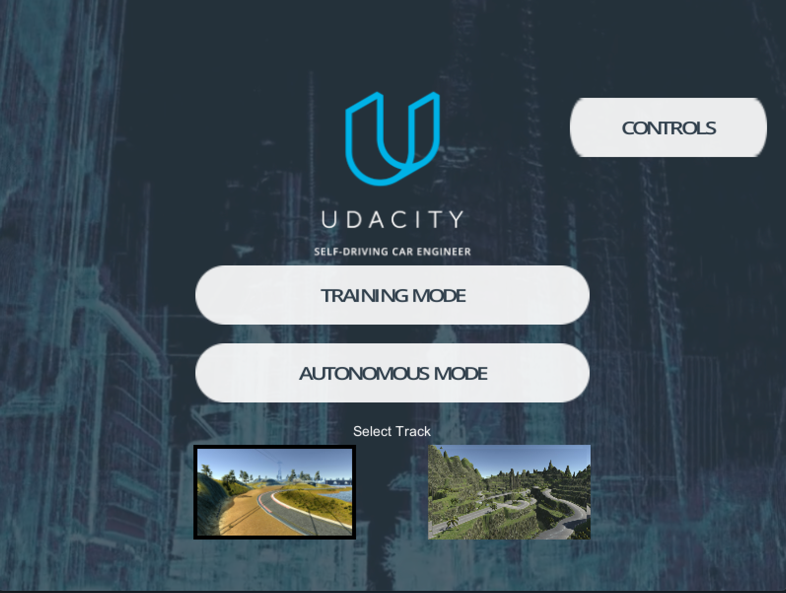 CONTROLS
UDACITY
SELF-DRIVING CAR ENGINEER
TRAINING MODE
AUTONOMOUS MODE
Select Track